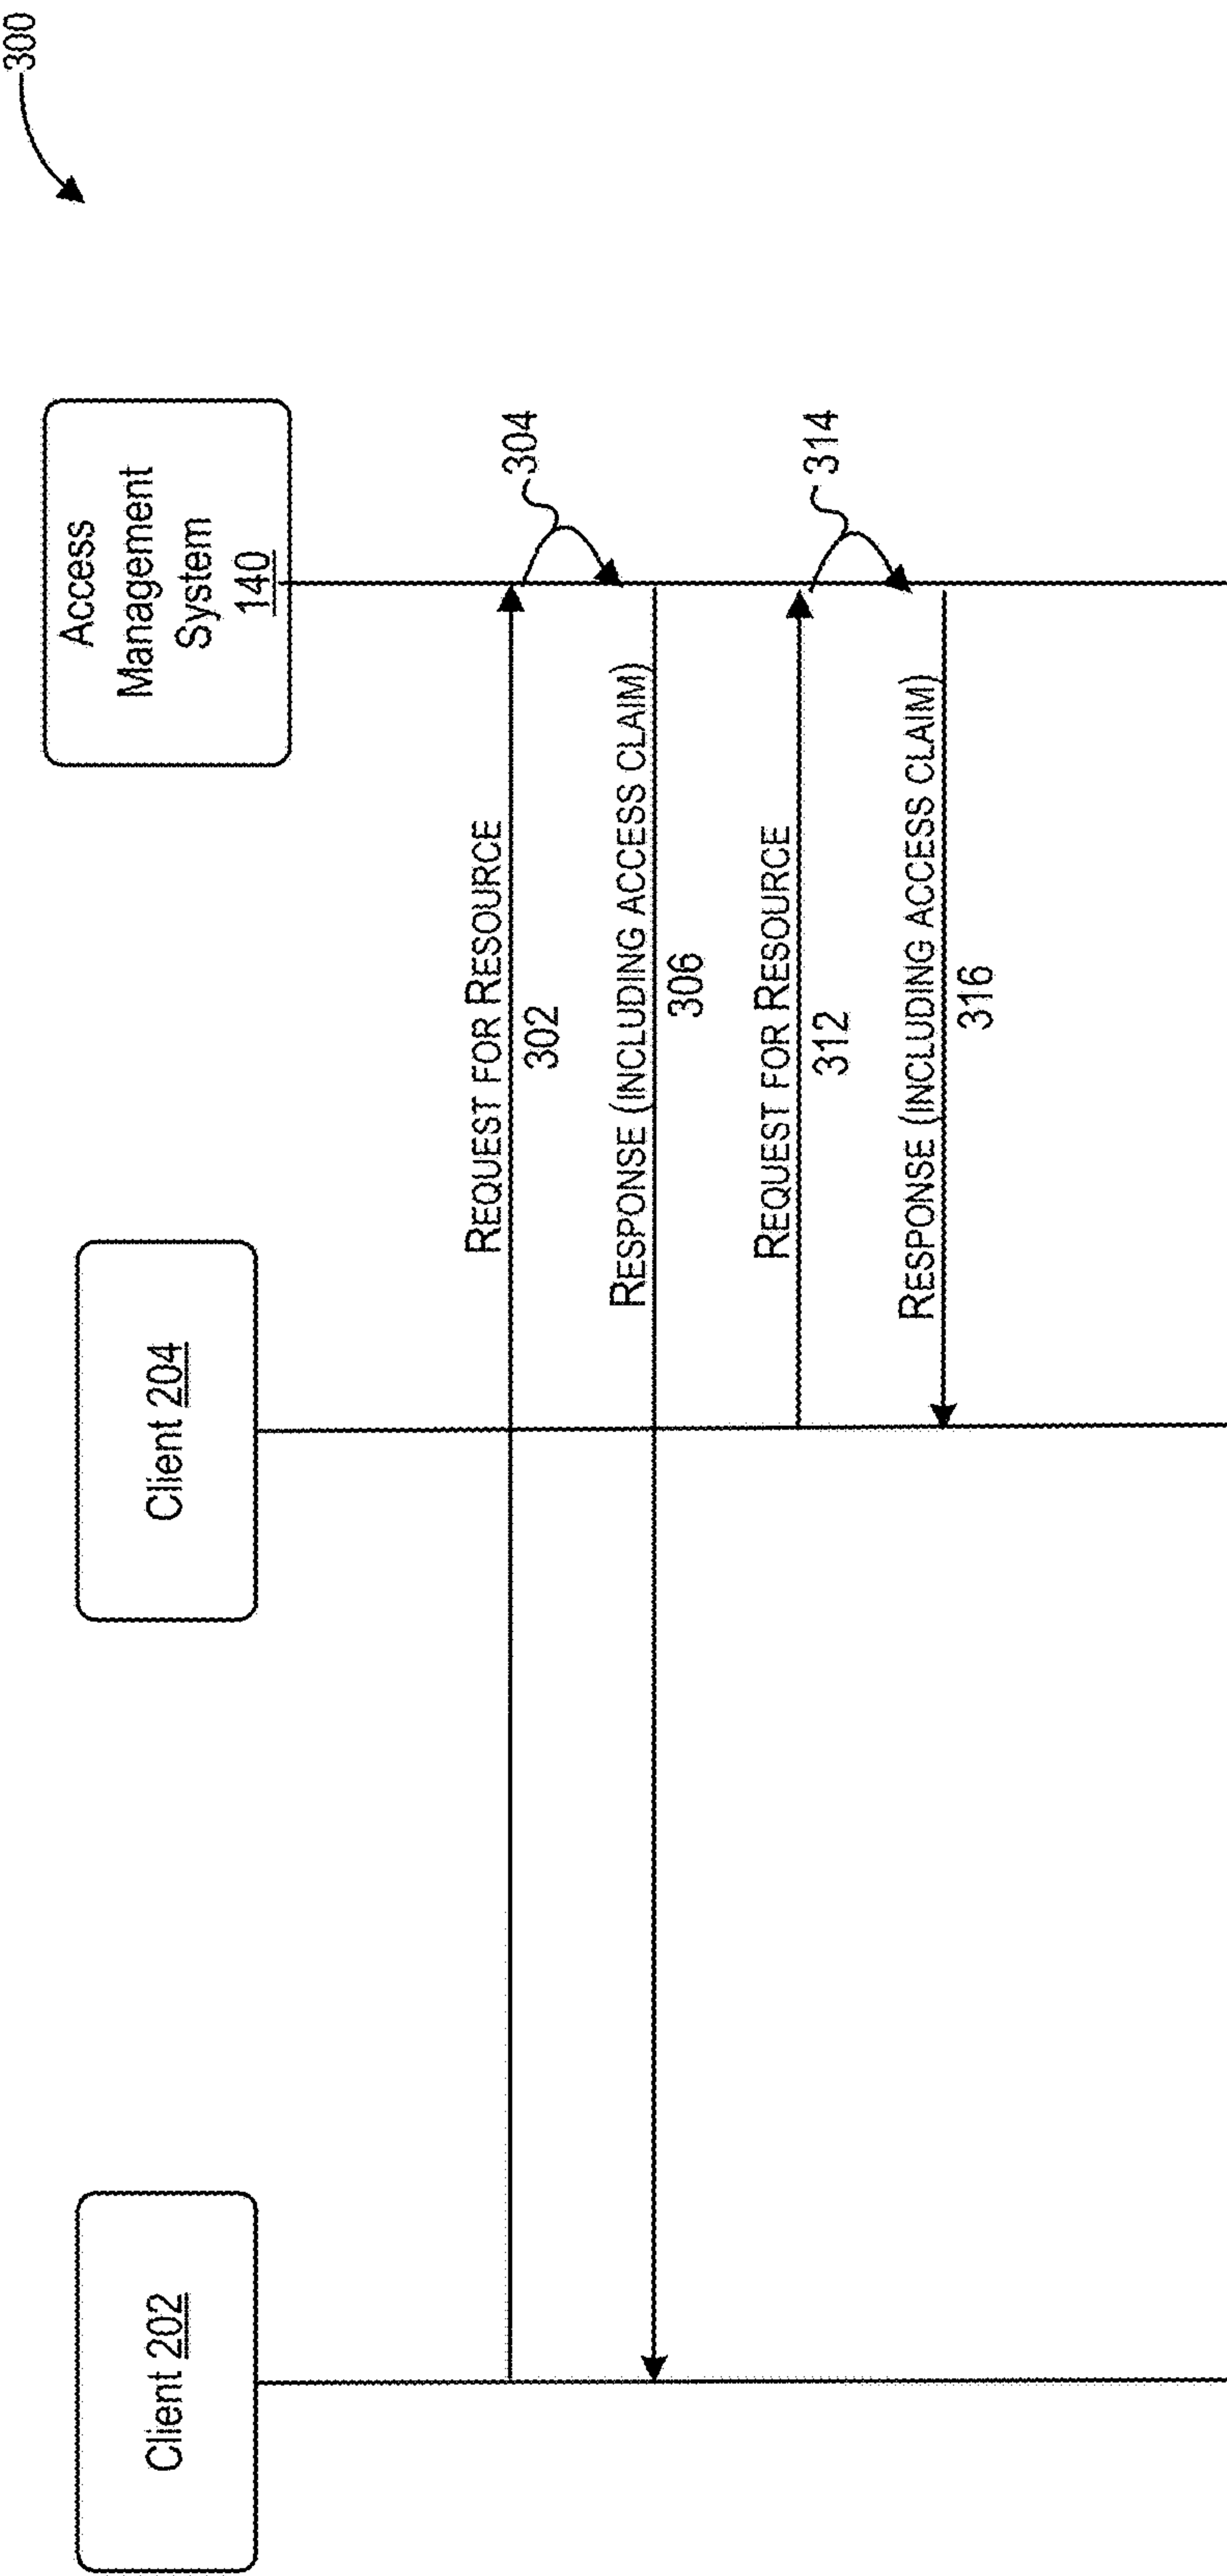 300
Client 202
Client 204
Access
Management
System
140
REQUEST FOR RESOURCE
302
304
RESPONSE (INCLUDING ACCESS CLAIM)
306
REQUEST FOR RESOURCE
312
314
RESPONSE (INCLUDING ACCESS CLAIM)
316